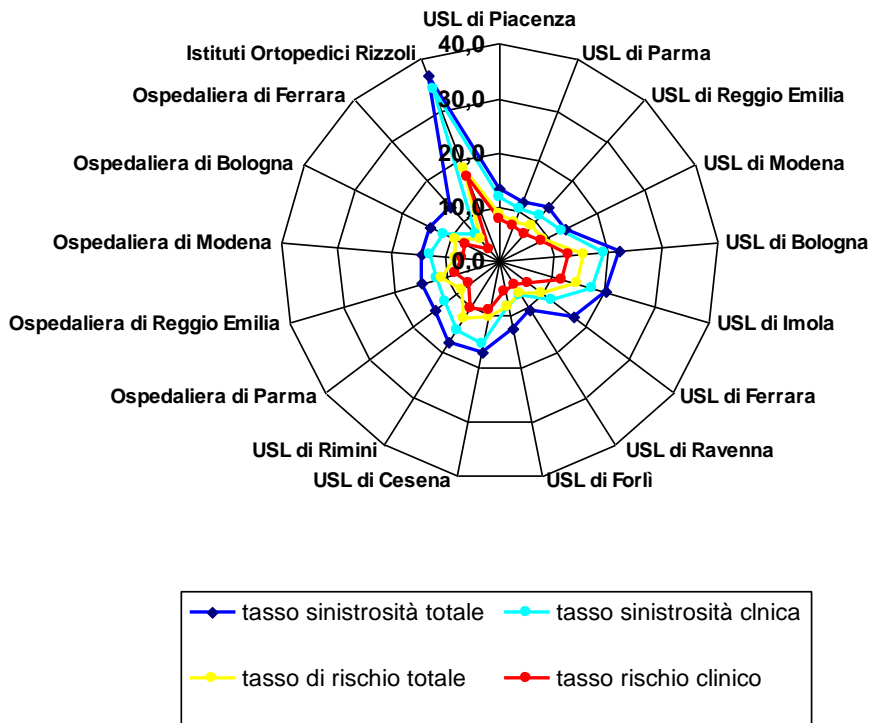 USL di Piacenza
40,0
Istituti Ortopedici Rizzoli
USL di Parma
Ospedaliera di Ferrara
30,0
USL di Reggio Emilia
Ospedaliera di Bologna
20,0
USL di Modena
10,0
Ospedaliera di Modena
USL di Bologna
0,0
Ospedaliera di Reggio Emilia
USL di Imola
Ospedaliera di Parma
USL di Ferrara
USL di Rimini
USL di Ravenna
USL di Cesena
USL di Forlì
tasso sinistrosità totale
tasso sinistrosità clnica
tasso di rischio totale
tasso rischio clinico